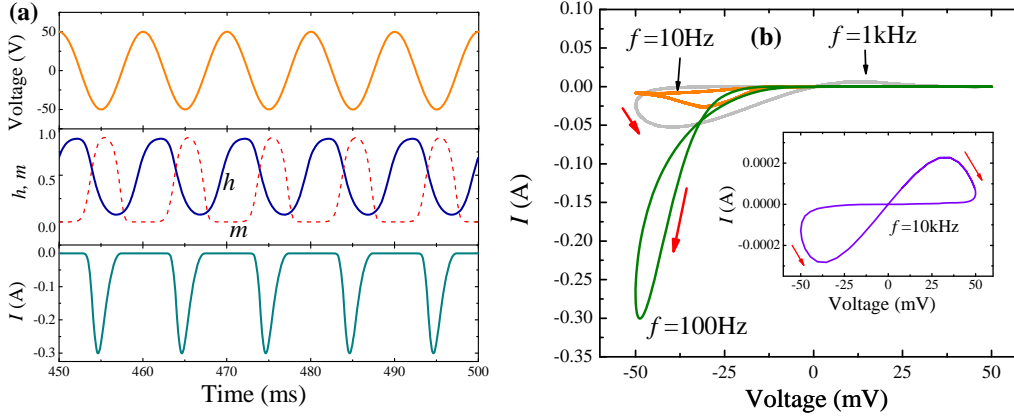 (a)
Voltage (V)
50
0
-50
h, m
1.0
0.5
0.0
h
m
I (A)
0.0
-0.1
-0.2
-0.3
450 460 470 480 490 500
Time (ms)
(b)
I (A)
0.10
0.05
0.00
-0.05
-0.10
-0.15
-0.20
-0.25
-0.30
-0.35
f=10Hz
f=1kHz
f=100Hz
-50 -25 0 25 50
Voltage (mV)
I (A)
0.0002
0.0000
-0.0002
f=10kHz
-50 -25 0 25 50
Voltage (mV)